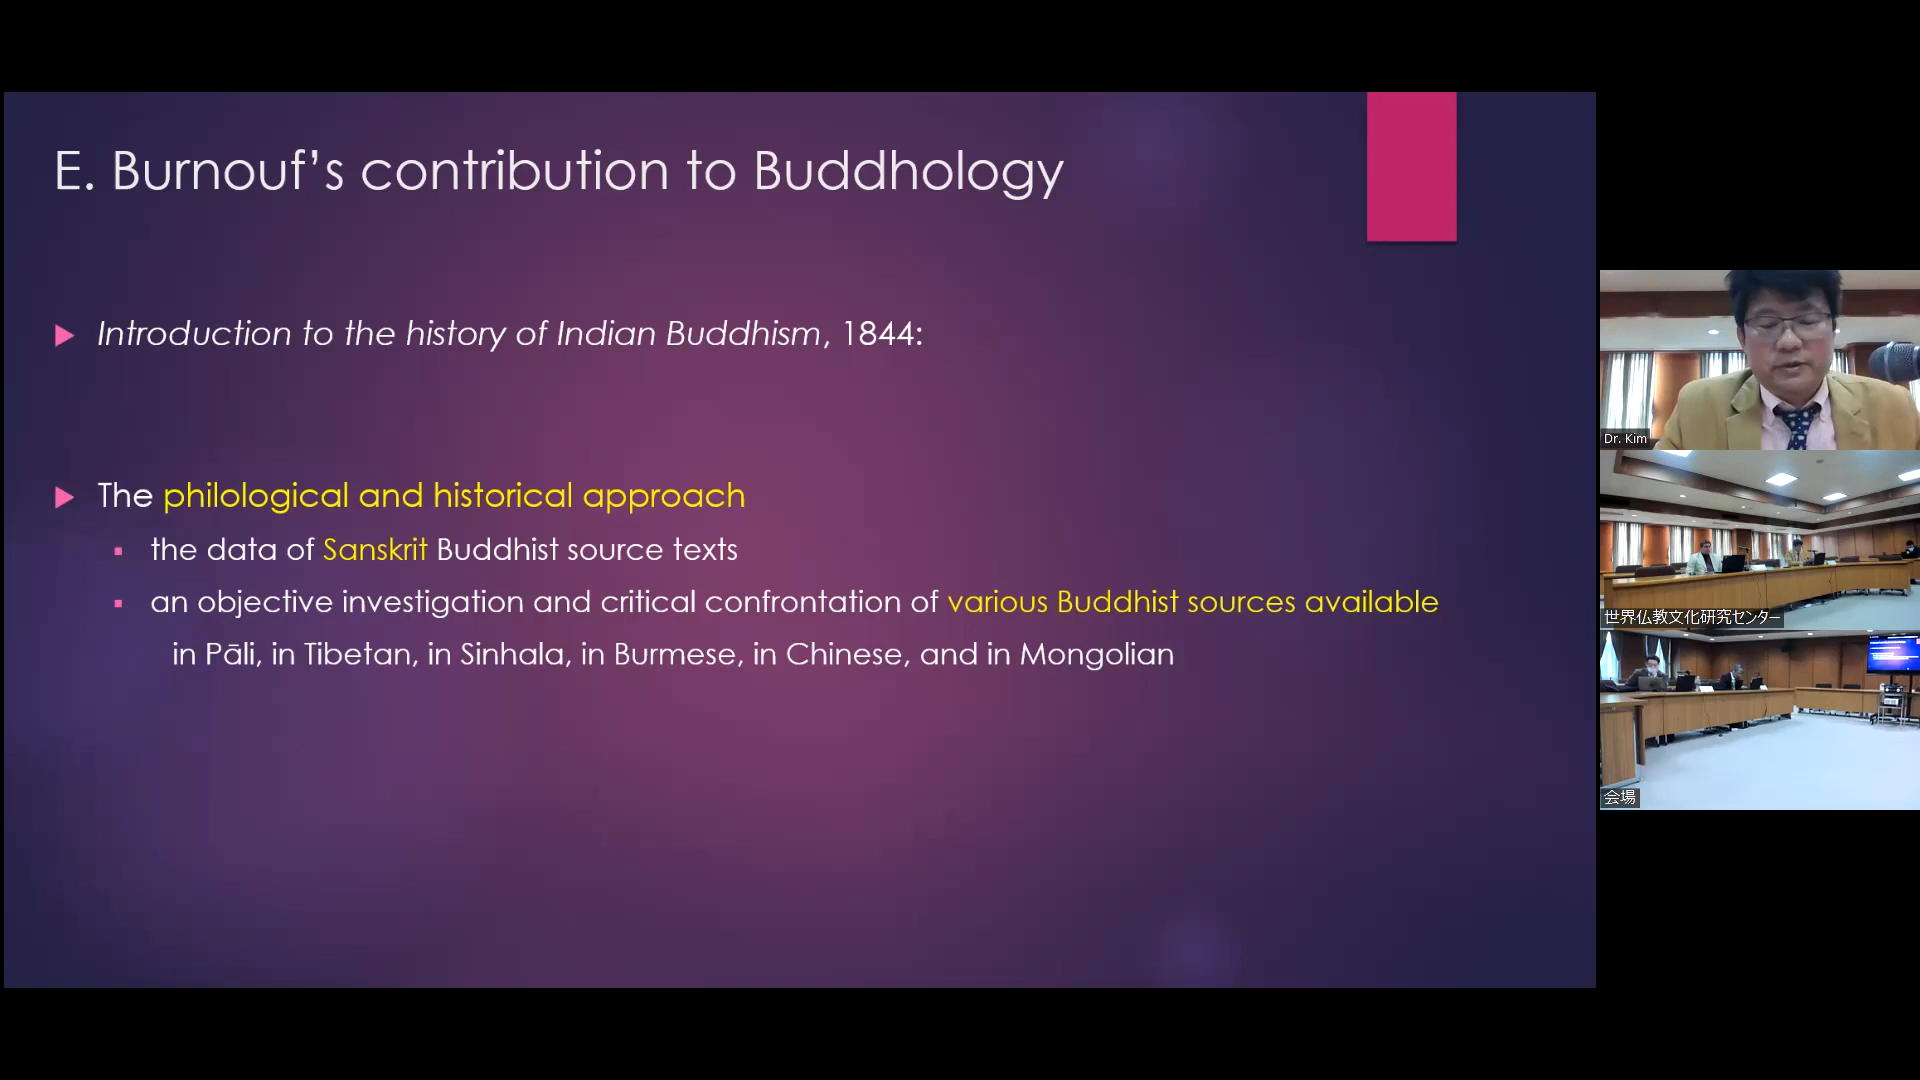 E. Burnouf’s contribution to Buddhology
Introduction to the history of Indian Buddhism, 1844:
The philological and historical approach
the data of Sanskrit Buddhist source texts
an objective investigation and critical confrontation of various Buddhist sources available
in Pāli, in Tibetan, in Sinhala, in Burmese, in Chinese, and in Mongolian
Dr. Kim
世界仏教文化研究センター
会場